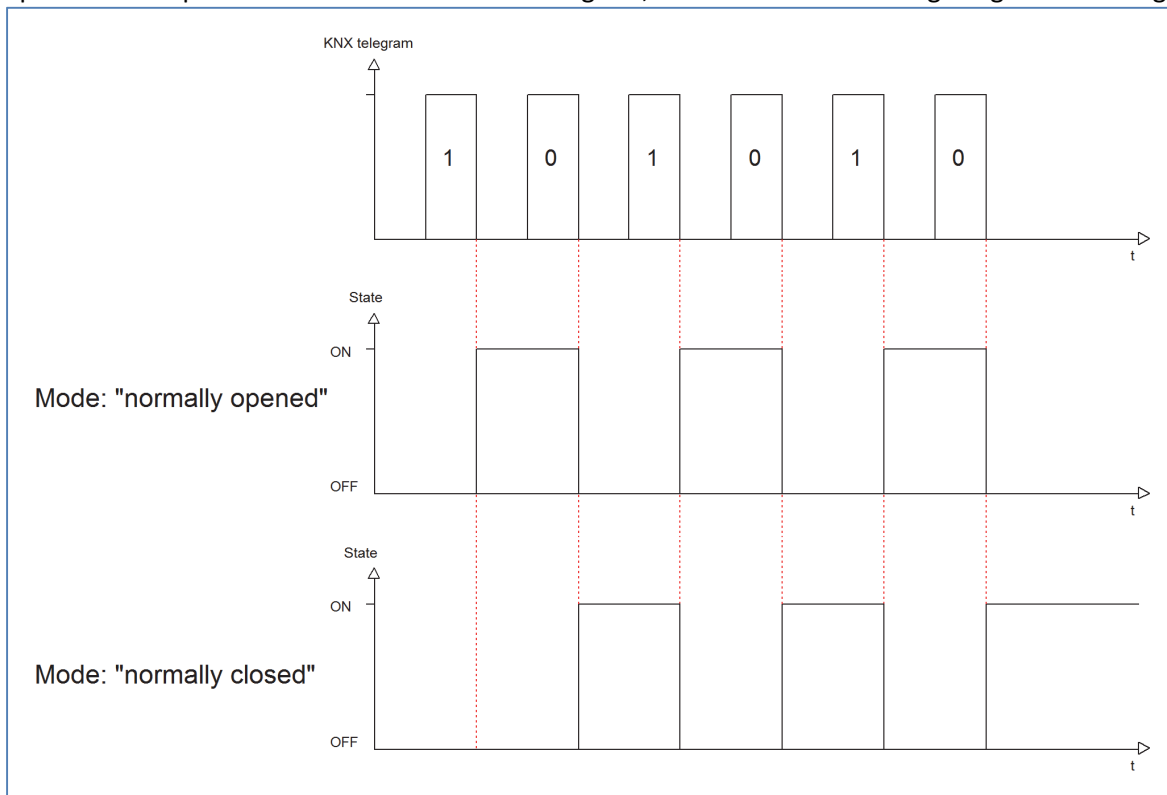 KNX telegram
1 0 1 0 1 0
t
State
ON
Mode: "normally opened"
OFF
t
State
ON
Mode: "normally closed"
OFF
t